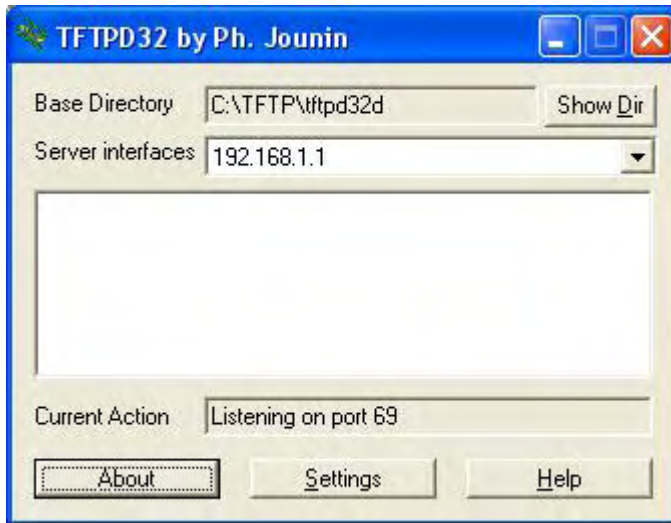 TFTPD32 by Ph. Jounin
Base Directory C:\TFTP\tftpd32d Show Dir
Server interfaces 192.168.1.1
Current Action Listening on port 69
About Settings Help